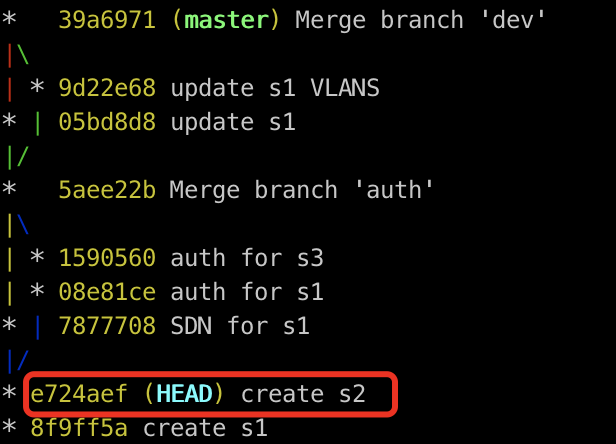 * 39a6971 (master) Merge branch 'dev'
|\
| * 9d22e68 update s1 VLANS
* | 05bd8d8 update s1
|/
* 5aee22b Merge branch 'auth'
|\
| * 1590560 auth for s3
| * 08e81ce auth for s1
* | 7877708 SDN for s1
|/
* e724aef (HEAD) create s2
* 8f9ff5a create s1